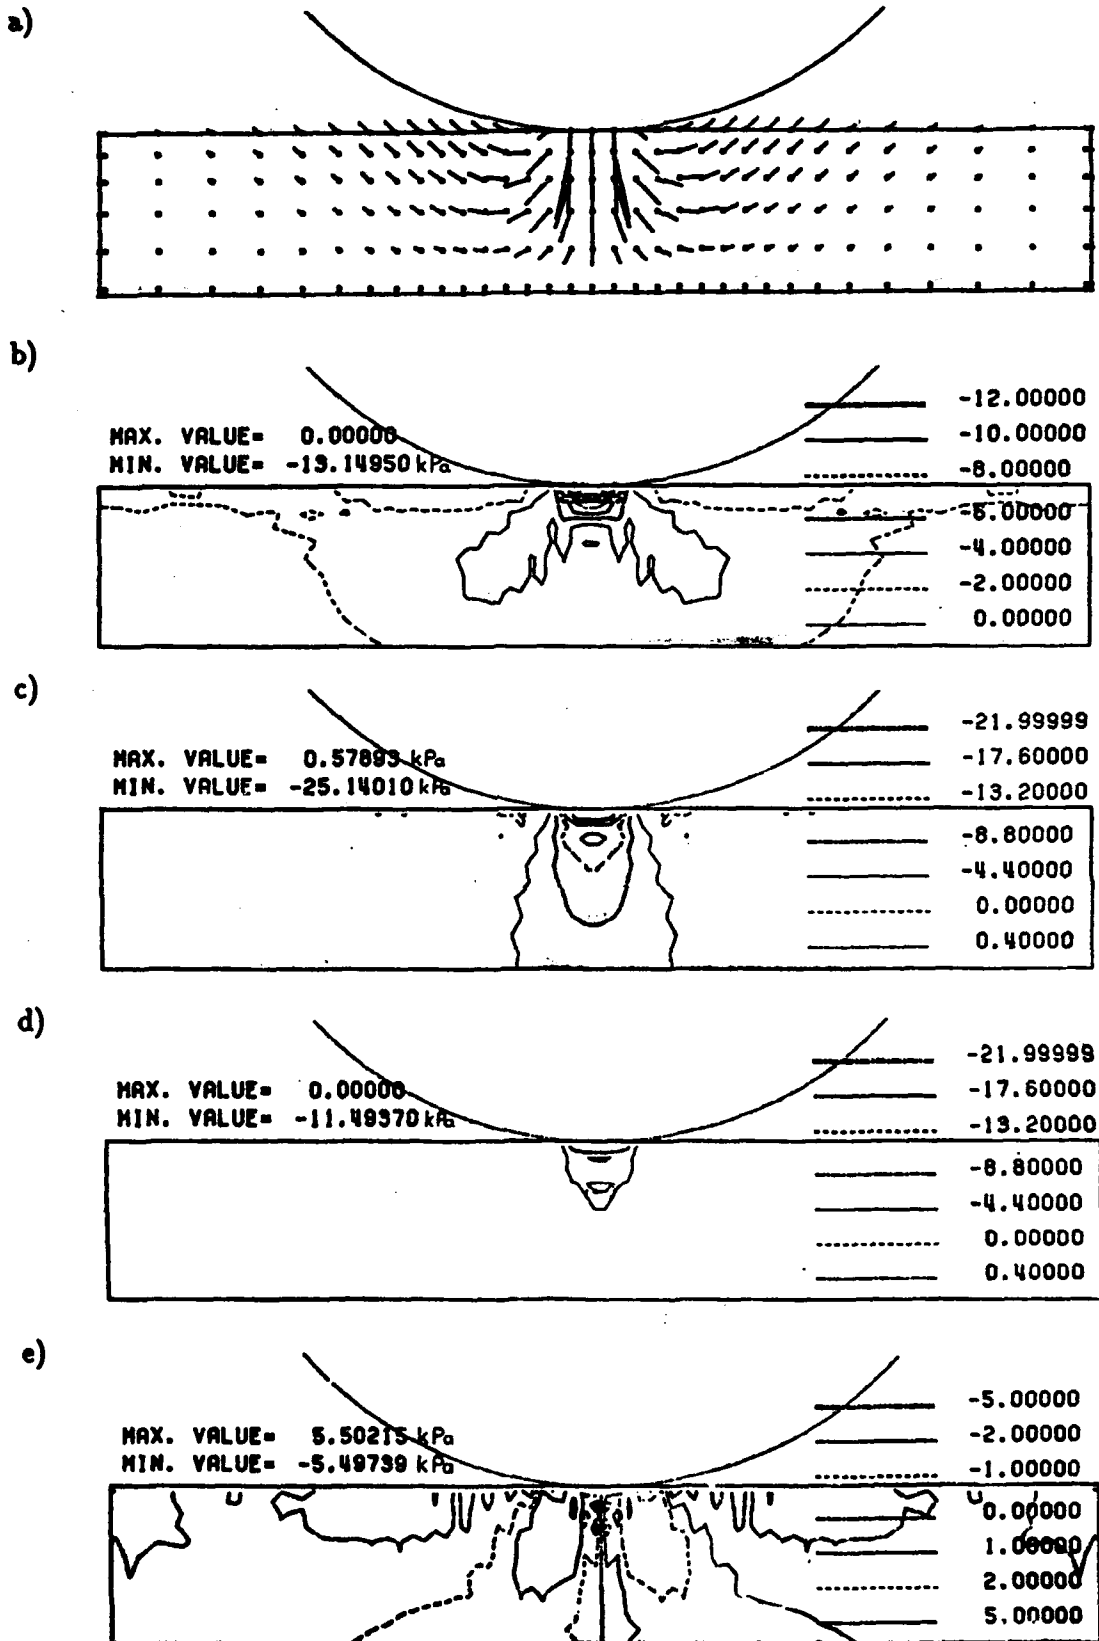 a)
b)
-12.00000
MAX. VALUE= 0.00000
-10.00000
MIN. VALUE= -13.14950 kPa
-8.00000
-6.00000
-4.00000
-2.00000
0.00000
c)
-21.99999
MAX. VALUE= 0.57893 kPa
-17.60000
MIN. VALUE= -25.14010 kPa
-13.20000
-8.80000
-4.40000
0.00000
0.40000
d)
-21.99999
MAX. VALUE= 0.00000
-17.60000
MIN. VALUE= -11.49370 kPa
-13.20000
-8.80000
-4.40000
0.00000
0.40000
e)
-5.00000
MAX. VALUE= 5.50215 kPa
-2.00000
MIN. VALUE= -5.49739 kPa
-1.00000
0.00000
1.00000
2.00000
5.00000